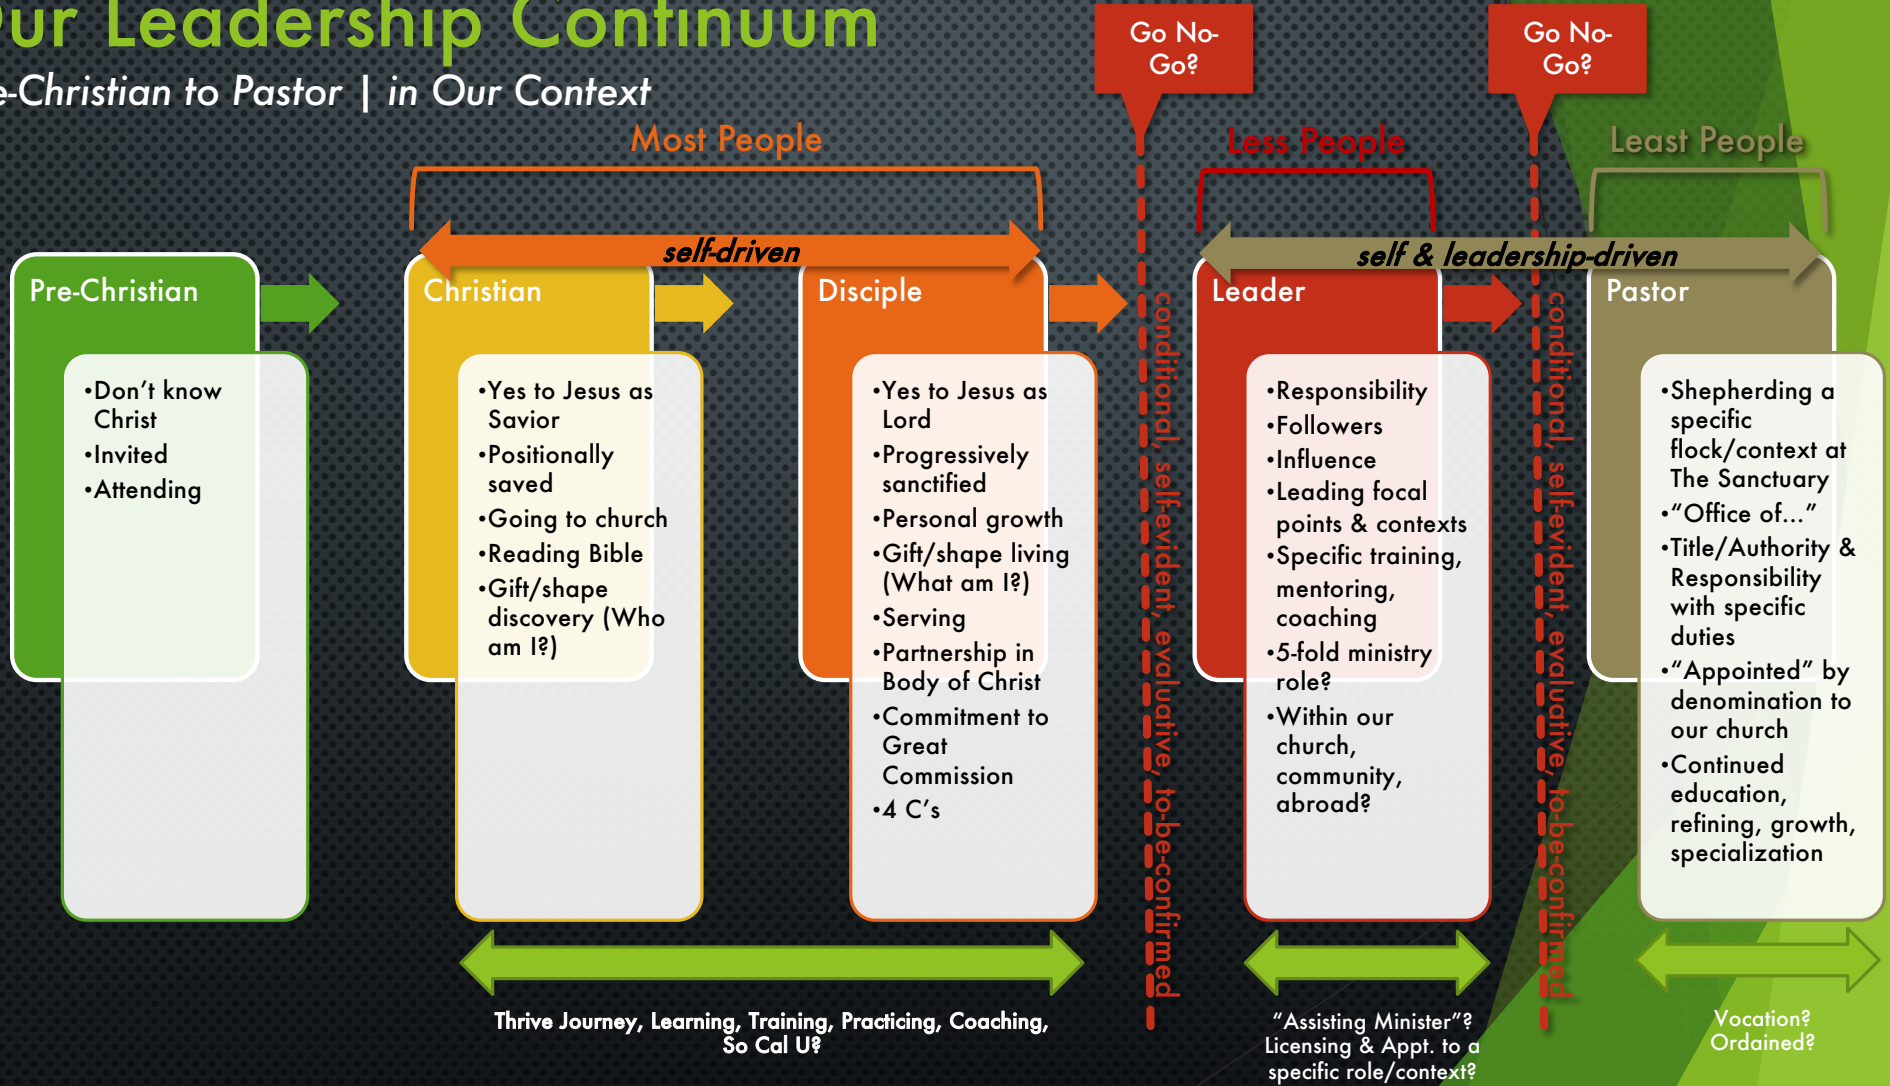 ur Leadership Continuum
e-Christian to Pastor | in Our Context
Go No-
Go?
Go No-
Go?
Most People
Less People
Least People
self-driven
self & leadership-driven
Pre-Christian
•Don’t know
Christ
•Invited
•Attending
Christian
•Yes to Jesus as
Savior
•Positionally
saved
•Going to church
•Reading Bible
•Gift/shape
discovery (Who
am I?)
Disciple
•Yes to Jesus as
Lord
•Progressively
sanctified
•Personal growth
•Gift/shape living
(What am I?)
•Serving
•Partnership in
Body of Christ
•Commitment to
Great
Commission
•4 C’s
conditional, self-evident, evaluative, to-be-confirmed
Leader
•Responsibility
•Followers
•Influence
•Leading focal
points & contexts
•Specific training,
mentoring,
coaching
•5-fold ministry
role?
•Within our
church,
community,
abroad?
conditional, self-evident, evaluative, to-be-confirmed
Pastor
•Shepherding a
specific
flock/context at
The Sanctuary
•“Office of…”
•Title/Authority &
Responsibility
with specific
duties
•“Appointed” by
denomination to
our church
•Continued
education,
refining, growth,
specialization
Thrive Journey, Learning, Training, Practicing, Coaching,
So Cal U?
“Assisting Minister”?
Licensing & Appt. to a
specific role/context?
Vocation?
Ordained?